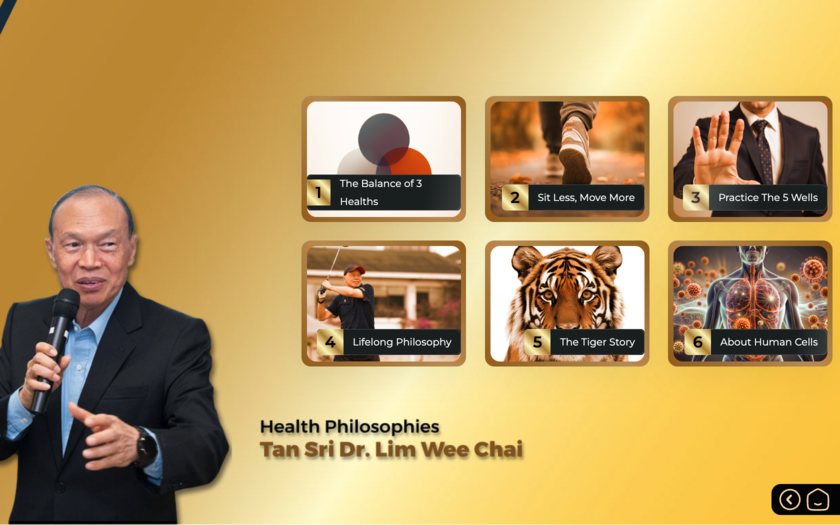 1
The Balance of 3
Healths
2
Sit Less, Move More
3
Practice The 5 Wells
4
Lifelong Philosophy
5
The Tiger Story
6
About Human Cells
Health Philosophies
Tan Sri Dr. Lim Wee Chai